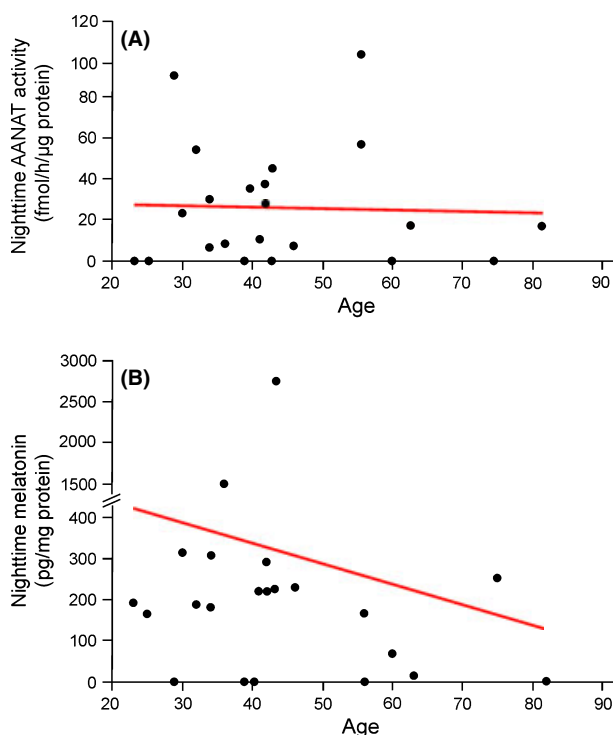 (A)
Nighttime AANAT activity
(fmol/h/µg protein)
120
100
80
60
40
20
0
20 30 40 50 60 70 80 90
Age
(B)
Nighttime melatonin
(pg/mg protein)
3000
2500
2000
1500
400
300
200
100
0
20 30 40 50 60 70 80 90
Age